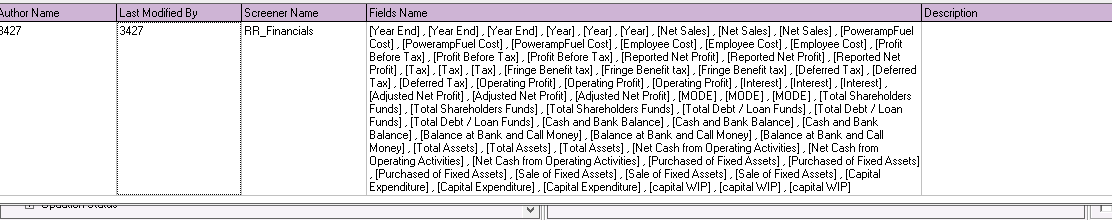 Author Name Last Modified By Screener Name Fields Name Description
3427 3427 RR_Financials [Year End] , [Year End] , [Year End] , [Year] , [Year] , [Year] , [Net Sales] , [Net Sales] , [Net Sales] , [PowerampFuel
Cost] , [PowerampFuel Cost] , [PowerampFuel Cost] , [Employee Cost] , [Employee Cost] , [Employee Cost] , [Profit
Before Tax] , [Profit Before Tax] , [Profit Before Tax] , [Reported Net Profit] , [Reported Net Profit] , [Reported Net
Profit] , [Tax] , [Tax] , [Tax] , [Fringe Benefit tax] , [Fringe Benefit tax] , [Fringe Benefit tax] , [Deferred Tax] , [Deferred
Tax] , [Deferred Tax] , [Operating Profit] , [Operating Profit] , [Operating Profit] , [Interest] , [Interest] , [Interest] ,
[Adjusted Net Profit] , [Adjusted Net Profit] , [Adjusted Net Profit] , [MODE] , [MODE] , [MODE] , [Total Shareholders
Funds] , [Total Shareholders Funds] , [Total Shareholders Funds] , [Total Debt / Loan Funds] , [Total Debt / Loan
Funds] , [Total Debt / Loan Funds] , [Cash and Bank Balance] , [Cash and Bank Balance] , [Cash and Bank
Balance] , [Balance at Bank and Call Money] , [Balance at Bank and Call Money] , [Balance at Bank and Call
Money] , [Total Assets] , [Total Assets] , [Total Assets] , [Net Cash from Operating Activities] , [Net Cash from
Operating Activities] , [Net Cash from Operating Activities] , [Purchased of Fixed Assets] , [Purchased of Fixed Assets]
, [Purchased of Fixed Assets] , [Sale of Fixed Assets] , [Sale of Fixed Assets] , [Sale of Fixed Assets] , [Capital
Expenditure] , [Capital Expenditure] , [Capital Expenditure] , [capital WIP] , [capital WIP] , [capital WIP]
Updation Status